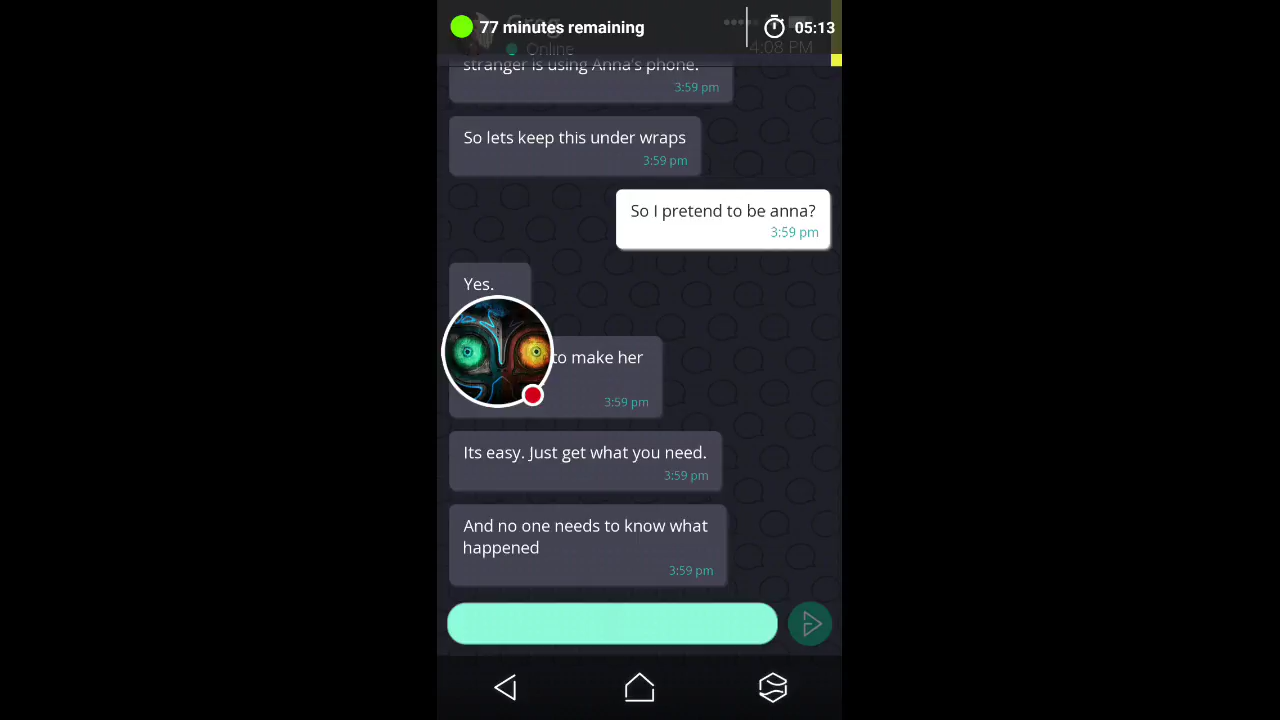 77 minutes remaining
05:13
Greg
Online
4:08 PM
stranger is using Anna's phone.
3:59 pm
So lets keep this under wraps
3:59 pm
So I pretend to be anna?
3:59 pm
Yes.
to make her
3:59 pm
Its easy. Just get what you need.
3:59 pm
And no one needs to know what
happened
3:59 pm